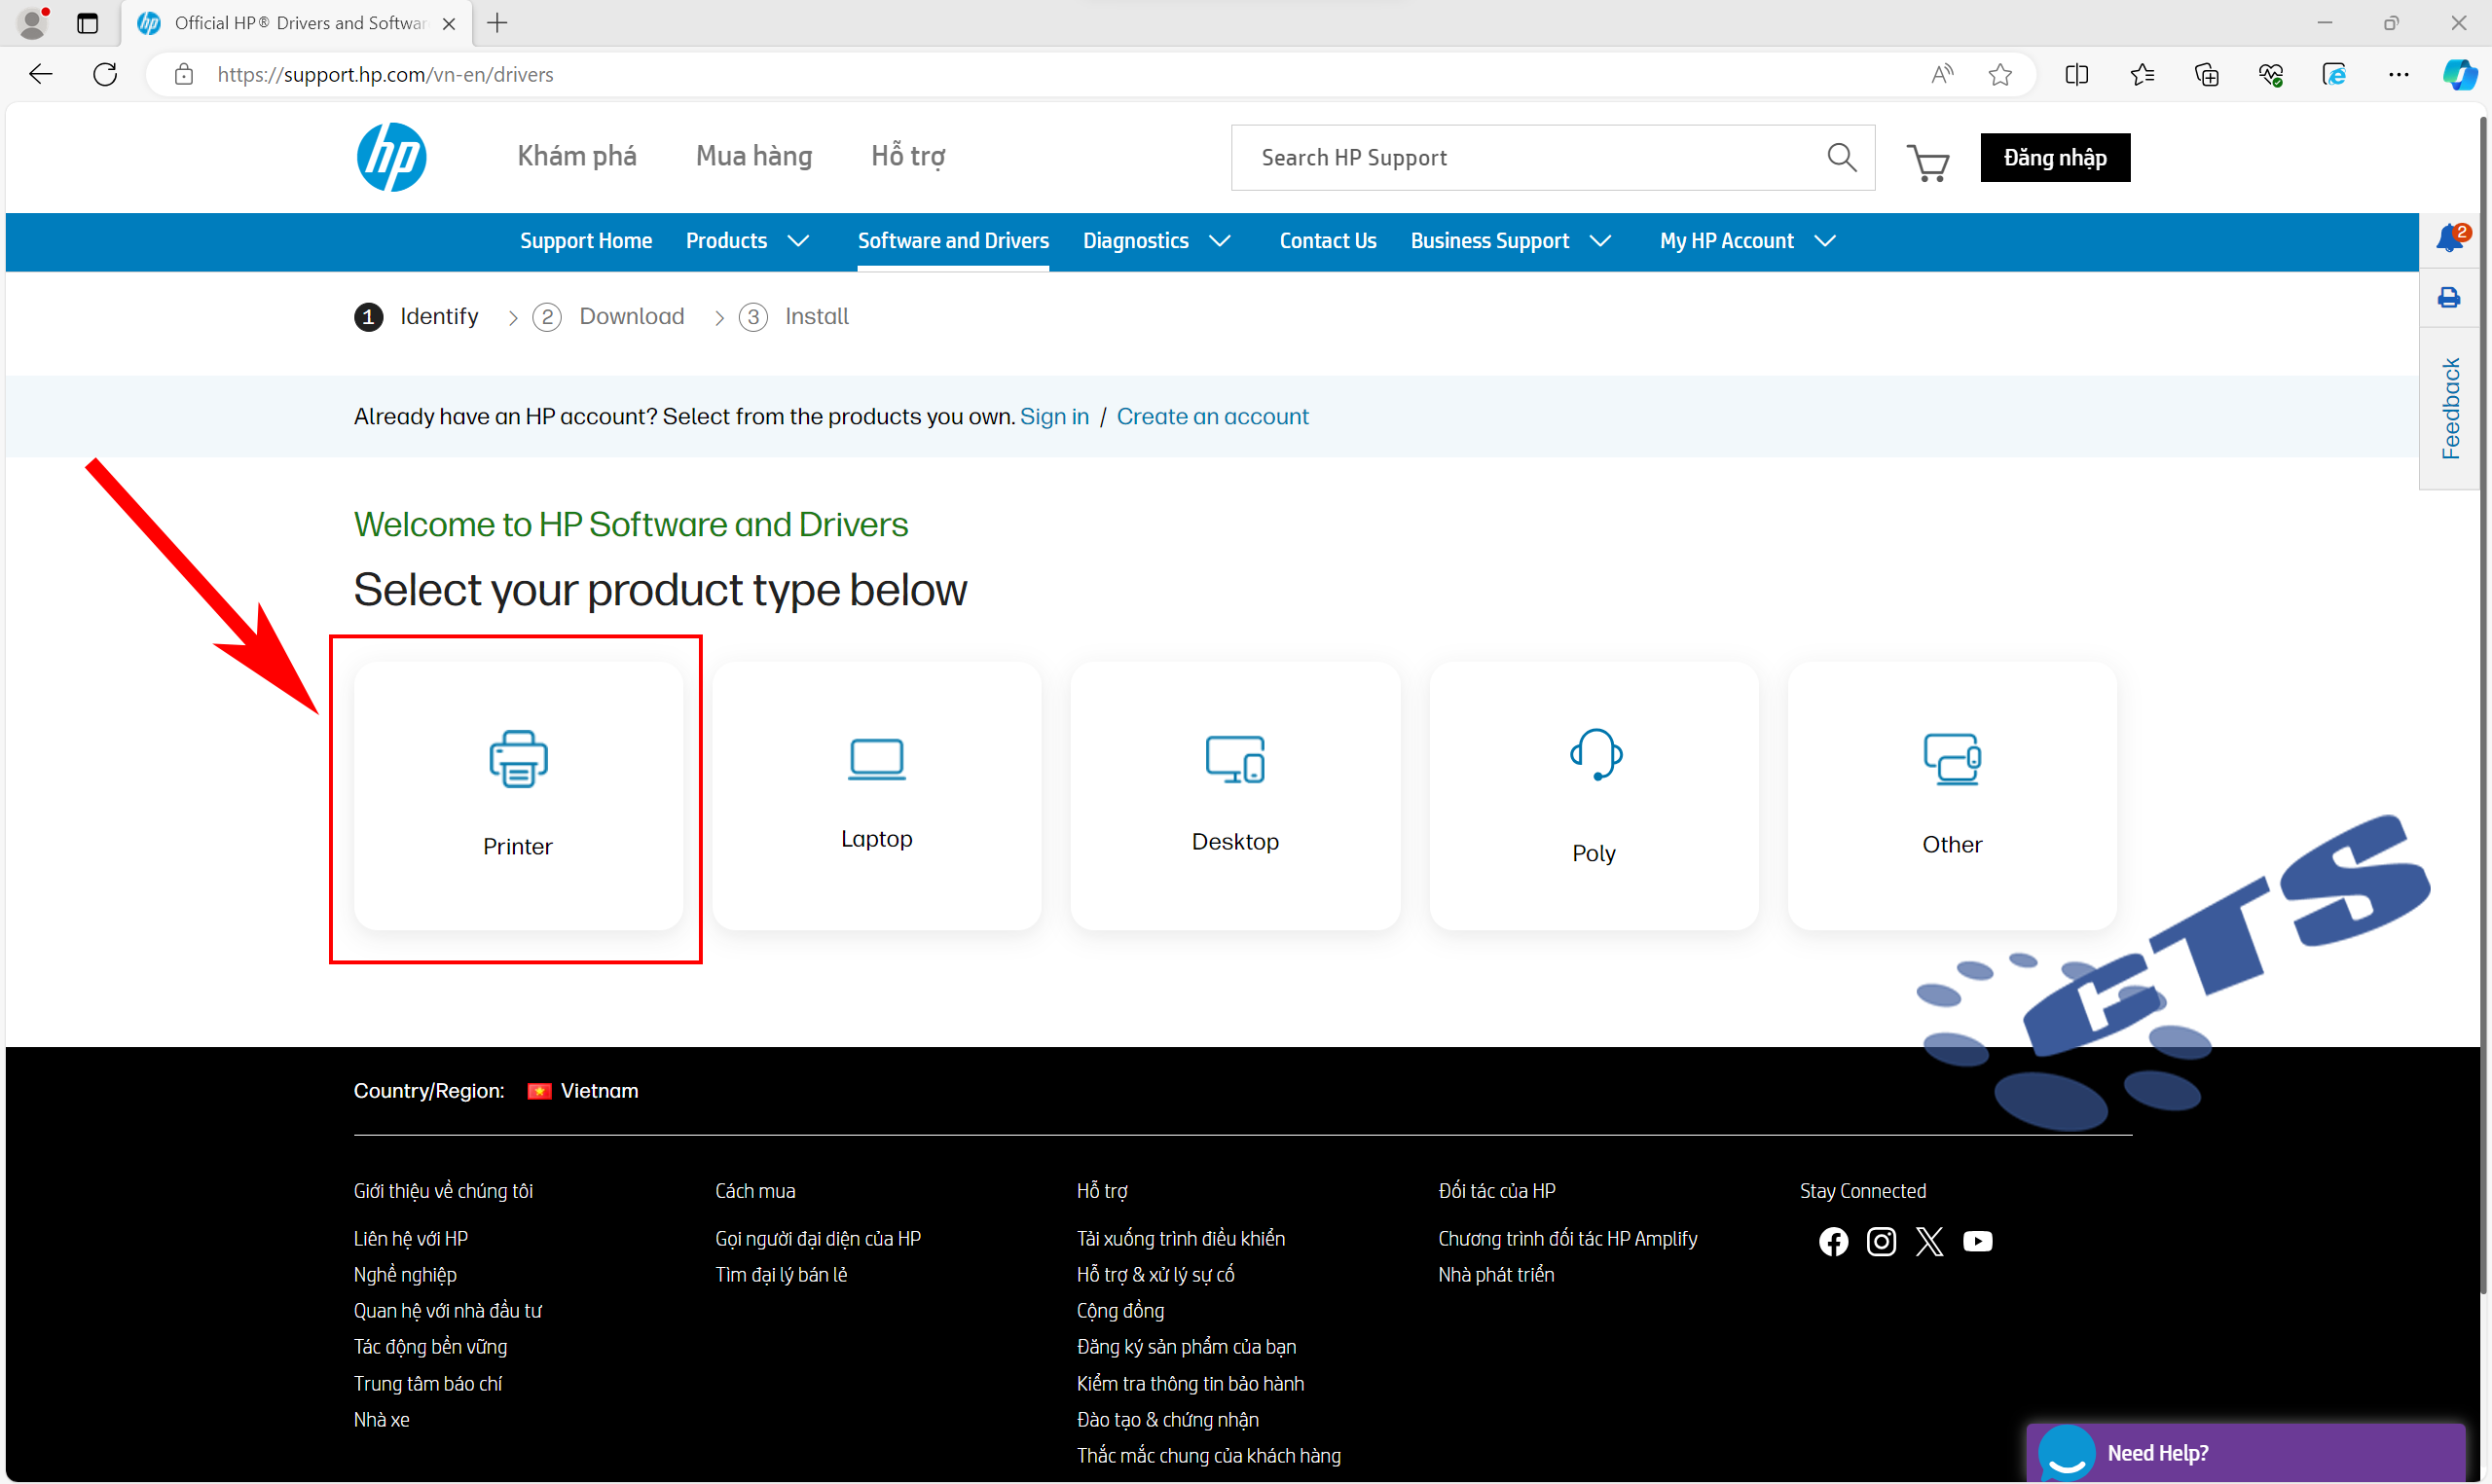 Official HP® Drivers and Softwar
https://support.hp.com/vn-en/drivers
hp
Khám phá
Mua hàng
Hỗ trợ
Search HP Support
Đăng nhập
Support Home
Products
Software and Drivers
Diagnostics
Contact Us
Business Support
My HP Account
2
1 Identify
2 Download
3 Install
Feedback
Already have an HP account? Select from the products you own. Sign in / Create an account
Welcome to HP Software and Drivers
Select your product type below
Printer
Laptop
Desktop
Poly
Other
CTS
Country/Region: Vietnam
Giới thiệu về chúng tôi
Liên hệ với HP
Nghề nghiệp
Quan hệ với nhà đầu tư
Tác động bền vững
Trung tâm báo chí
Nhà xe
Cách mua
Gọi người đại diện của HP
Tìm đại lý bán lẻ
Hỗ trợ
Tải xuống trình điều khiển
Hỗ trợ & xử lý sự cố
Cộng đồng
Đăng ký sản phẩm của bạn
Kiểm tra thông tin bảo hành
Đào tạo & chứng nhận
Thắc mắc chung của khách hàng
Đối tác của HP
Chương trình đối tác HP Amplify
Nhà phát triển
Stay Connected
Need Help?